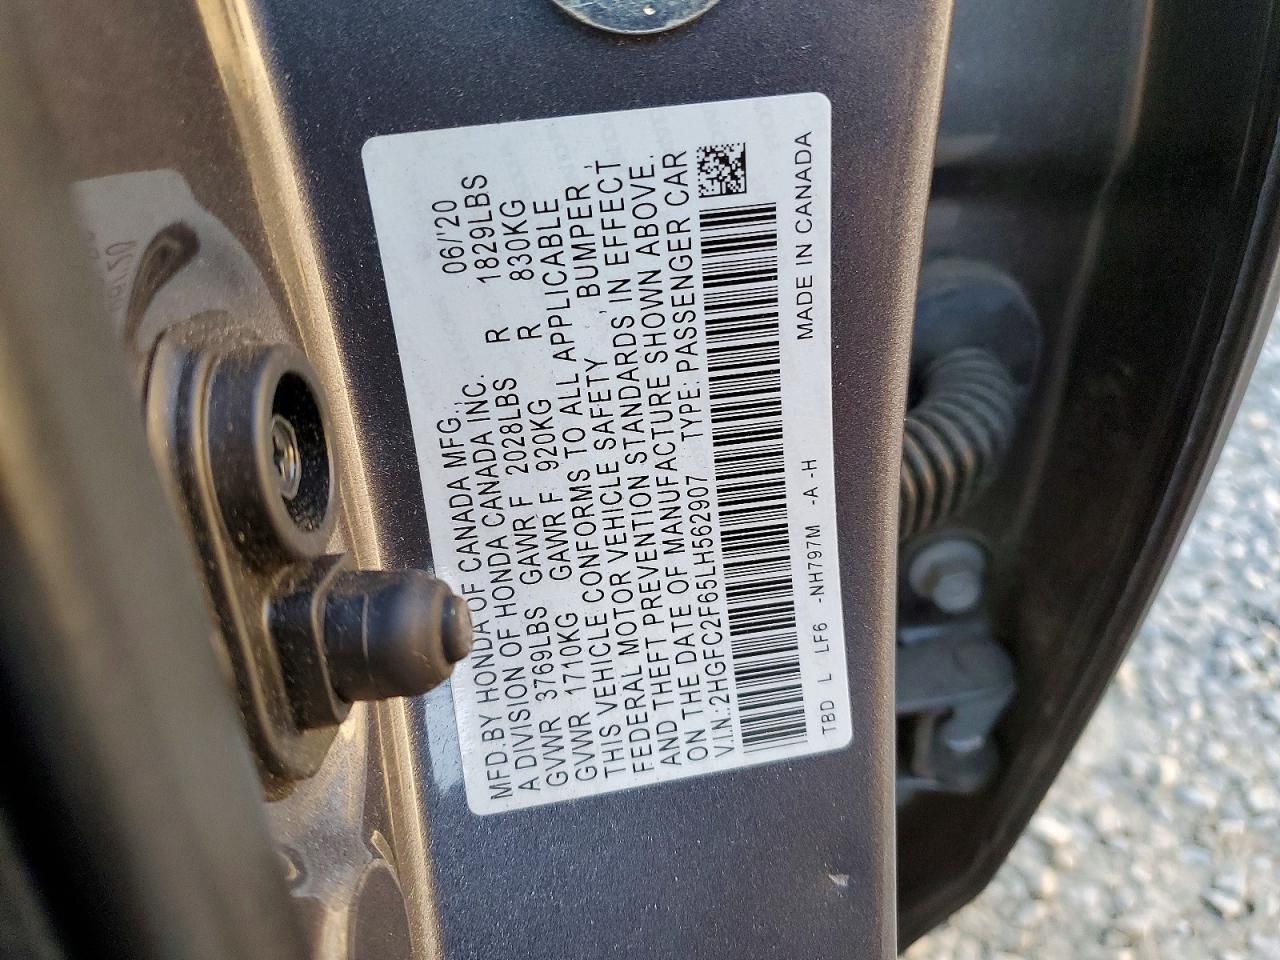 MFD BY HONDA OF CANADA MFG., 06/'20
A DIVISION OF HONDA CANADA INC.
GVWR 3769LBS GAWR F 2028LBS R 1829LBS
GVWR 1710KG GAWR F 920KG R 830KG
THIS VEHICLE CONFORMS TO ALL APPLICABLE
FEDERAL MOTOR VEHICLE SAFETY , BUMPER ,
AND THEFT PREVENTION STANDARDS IN EFFECT
ON THE DATE OF MANUFACTURE SHOWN ABOVE.
V.I.N.:2HGFC2F65LH562907 TYPE: PASSENGER CAR
TBD L LF6 -NH797M -A -H MADE IN CANADA